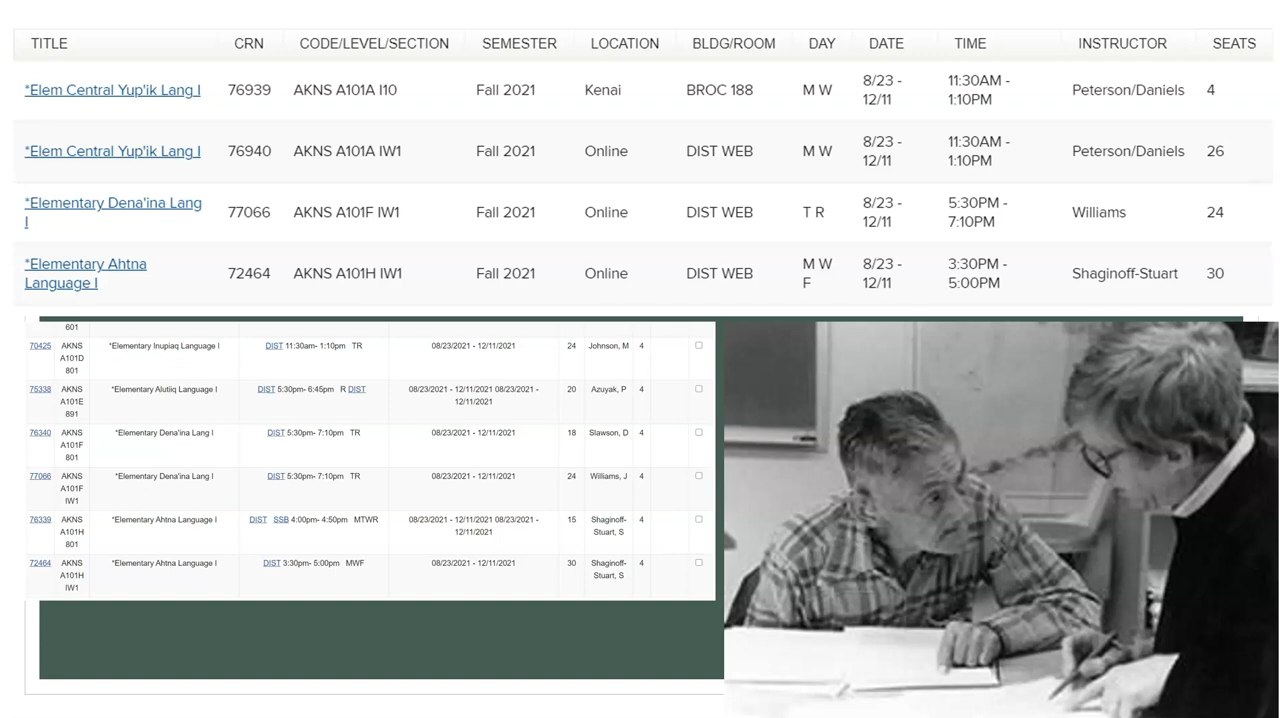 TITLE CRN CODE/LEVEL/SECTION SEMESTER LOCATION BLDG/ROOM DAY DATE TIME INSTRUCTOR SEATS
*Elem Central Yup'ik Lang I 76939 AKNS A101A I10 Fall 2021 Kenai BROC 188 M W 8/23 - 12/11 11:30AM - 1:10PM Peterson/Daniels 4
*Elem Central Yup'ik Lang I 76940 AKNS A101A IW1 Fall 2021 Online DIST WEB M W 8/23 - 12/11 11:30AM - 1:10PM Peterson/Daniels 26
*Elementary Dena'ina Lang I 77066 AKNS A101F IW1 Fall 2021 Online DIST WEB T R 8/23 - 12/11 5:30PM - 7:10PM Williams 24
*Elementary Ahtna Language I 72464 AKNS A101H IW1 Fall 2021 Online DIST WEB M W F 8/23 - 12/11 3:30PM - 5:00PM Shaginoff-Stuart 30
601
70425 AKNS A101D 801 *Elementary Inupiaq Language I DIST 11:30am- 1:10pm TR 08/23/2021 - 12/11/2021 24 Johnson, M 4
75338 AKNS A101E 891 *Elementary Alutiiq Language I DIST 5:30pm- 6:45pm R DIST 08/23/2021 - 12/11/2021 08/23/2021 - 12/11/2021 20 Azuyak, P 4
76340 AKNS A101F 801 *Elementary Dena'ina Lang I DIST 5:30pm- 7:10pm TR 08/23/2021 - 12/11/2021 18 Slawson, D 4
77066 AKNS A101F IW1 *Elementary Dena'ina Lang I DIST 5:30pm- 7:10pm TR 08/23/2021 - 12/11/2021 24 Williams, J 4
76339 AKNS A101H 801 *Elementary Ahtna Language I DIST SSB 4:00pm- 4:50pm MTWR 08/23/2021 - 12/11/2021 08/23/2021 - 12/11/2021 15 Shaginoff-Stuart, S 4
72464 AKNS A101H IW1 *Elementary Ahtna Language I DIST 3:30pm- 5:00pm MWF 08/23/2021 - 12/11/2021 30 Shaginoff-Stuart, S 4